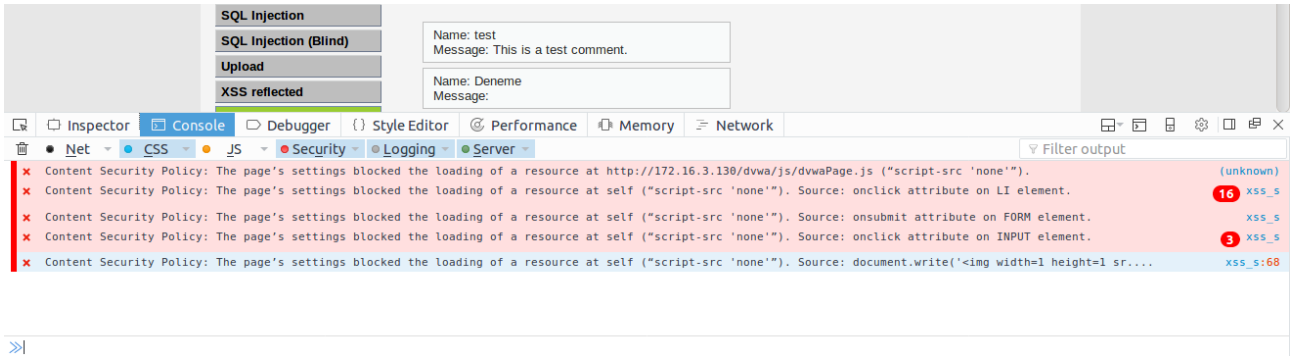 SQL Injection
SQL Injection (Blind)
Upload
XSS reflected
Name: test
Message: This is a test comment.
Name: Deneme
Message:
Inspector Console Debugger Style Editor Performance Memory Network
Net CSS JS Security Logging Server Filter output
Content Security Policy: The page's settings blocked the loading of a resource at http://172.16.3.130/dvwa/js/dvwaPage.js ("script-src 'none'"). (unknown)
Content Security Policy: The page's settings blocked the loading of a resource at self ("script-src 'none'"). Source: onclick attribute on LI element. 16 xss_s
Content Security Policy: The page's settings blocked the loading of a resource at self ("script-src 'none'"). Source: onsubmit attribute on FORM element. xss_s
Content Security Policy: The page's settings blocked the loading of a resource at self ("script-src 'none'"). Source: onclick attribute on INPUT element. 3 xss_s
Content Security Policy: The page's settings blocked the loading of a resource at self ("script-src 'none'"). Source: document.write('<img width=1 height=1 sr.... xss_s:68